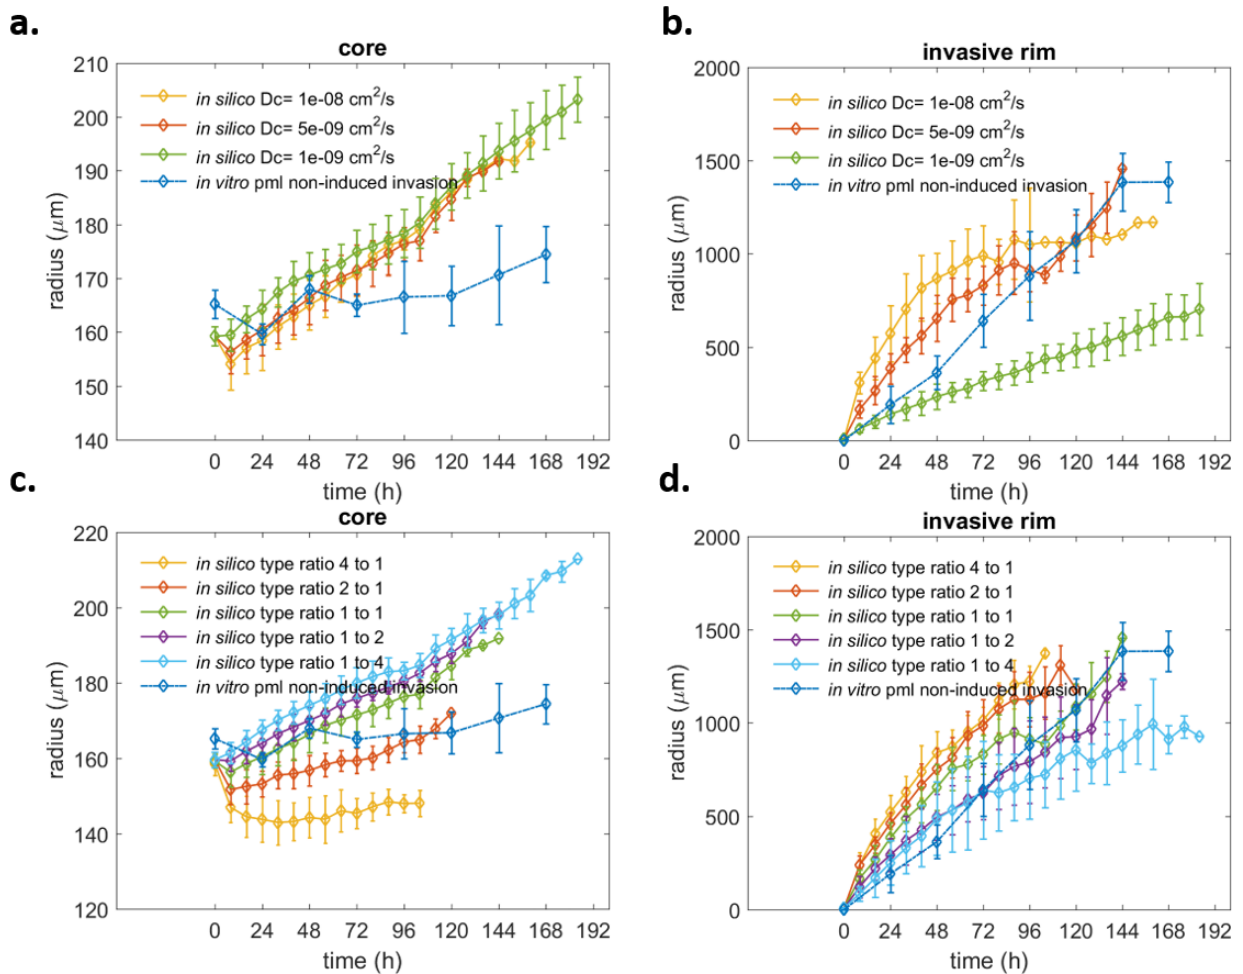 a.
core
210
200
190
180
170
160
150
140
radius (μm)
in silico Dc= 1e-08 cm²/s
in silico Dc= 5e-09 cm²/s
in silico Dc= 1e-09 cm²/s
in vitro pml non-induced invasion
0 24 48 72 96 120 144 168 192
time (h)
b.
invasive rim
2000
1500
1000
500
0
radius (μm)
in silico Dc= 1e-08 cm²/s
in silico Dc= 5e-09 cm²/s
in silico Dc= 1e-09 cm²/s
in vitro pml non-induced invasion
0 24 48 72 96 120 144 168 192
time (h)
c.
core
220
200
180
160
140
120
radius (μm)
in silico type ratio 4 to 1
in silico type ratio 2 to 1
in silico type ratio 1 to 1
in silico type ratio 1 to 2
in silico type ratio 1 to 4
in vitro pml non-induced invasion
0 24 48 72 96 120 144 168 192
time (h)
d.
invasive rim
2000
1500
1000
500
0
radius (μm)
in silico type ratio 4 to 1
in silico type ratio 2 to 1
in silico type ratio 1 to 1
in silico type ratio 1 to 2
in silico type ratio 1 to 4
in vitro pml non-induced invasion
0 24 48 72 96 120 144 168 192
time (h)